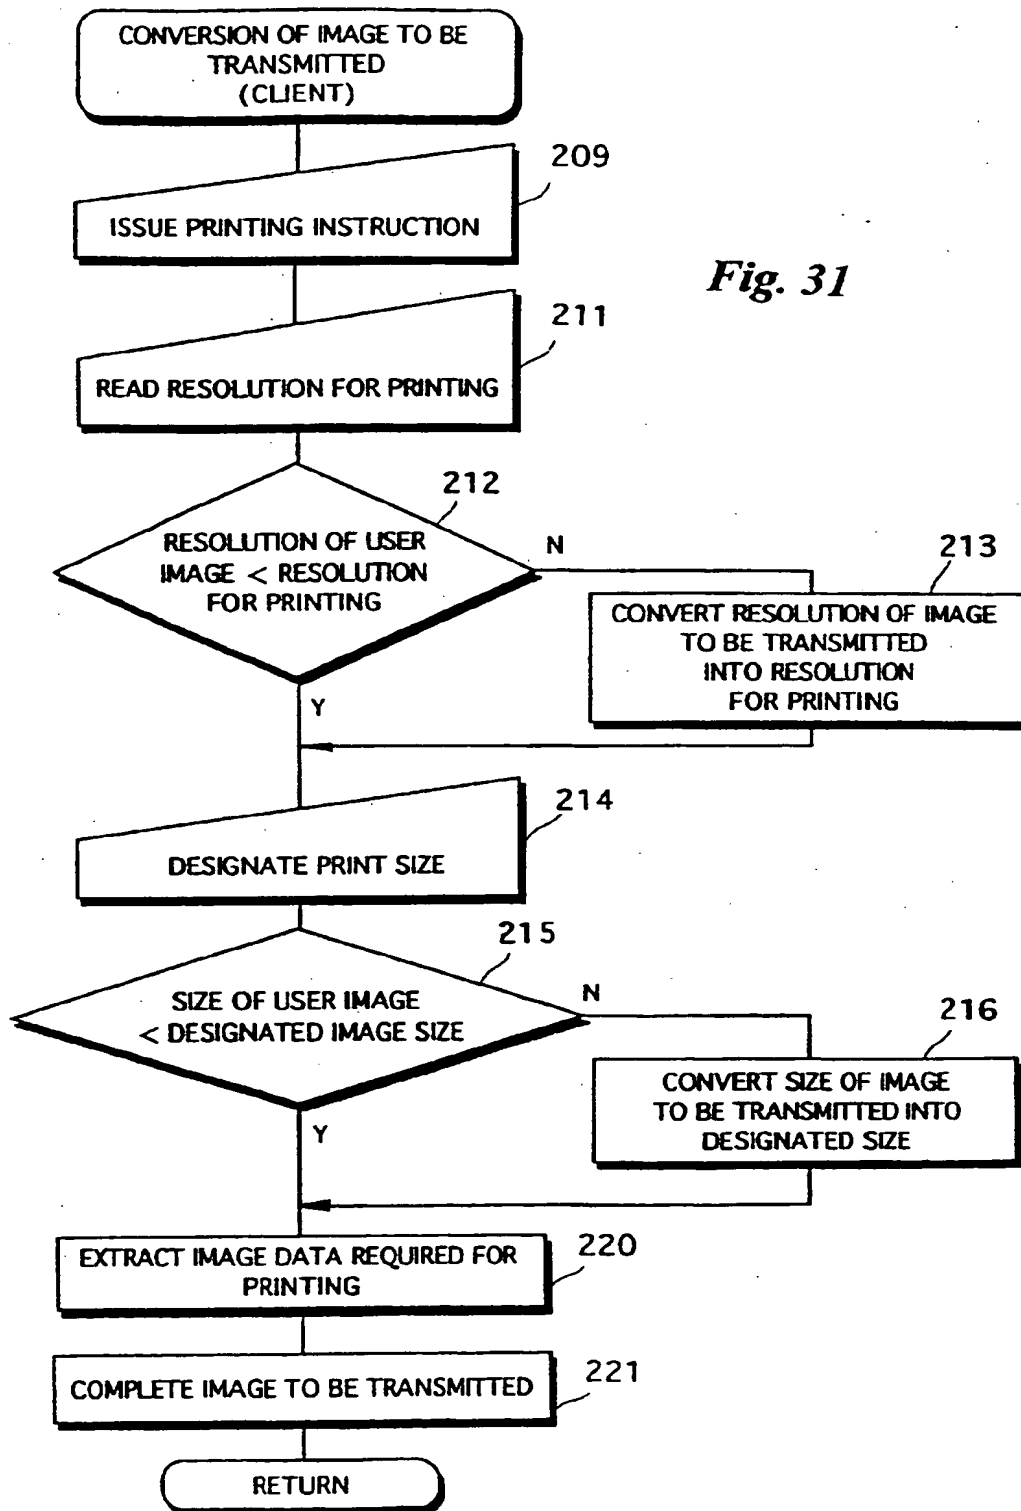 CONVERSION OF IMAGE TO BE
TRANSMITTED
(CLIENT)
209
ISSUE PRINTING INSTRUCTION
Fig. 31
211
READ RESOLUTION FOR PRINTING
212
RESOLUTION OF USER
IMAGE < RESOLUTION
FOR PRINTING
N
213
CONVERT RESOLUTION OF IMAGE
TO BE TRANSMITTED
INTO RESOLUTION
FOR PRINTING
Y
214
DESIGNATE PRINT SIZE
215
SIZE OF USER IMAGE
< DESIGNATED IMAGE SIZE
N
216
CONVERT SIZE OF IMAGE
TO BE TRANSMITTED INTO
DESIGNATED SIZE
Y
EXTRACT IMAGE DATA REQUIRED FOR
PRINTING
220
COMPLETE IMAGE TO BE TRANSMITTED
221
RETURN